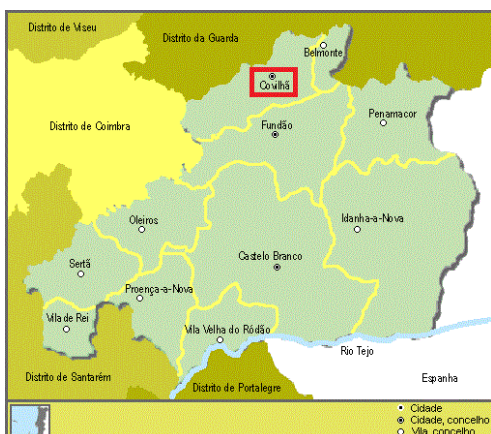 Distrito de Viseu
Distrito da Guarda
Belmonte
Covilhã
Penamacor
Fundão
Distrito de Coimbra
Oleiros
Idanha-a-Nova
Castelo Branco
Sertã
Proença-a-Nova
Vila de Rei
Vila Velha do Ródão
Rio Tejo
Distrito de Santarém
Espanha
Distrito de Portalegre
Cidade
Cidade, concelho
Vila, concelho